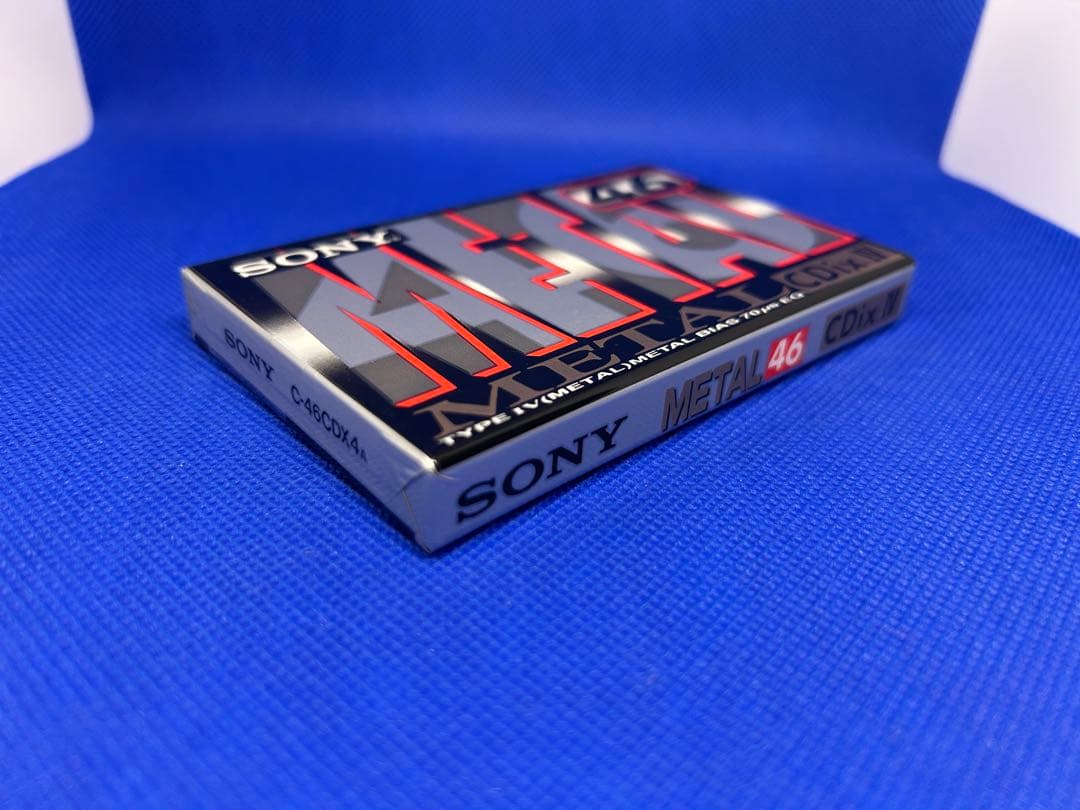 SONY
46
METAL
METAL CDix IV
TYPE IV(METAL)METAL BIAS 70μs EQ
SONY C-46CDX4A
SONY METAL 46 CDix IV